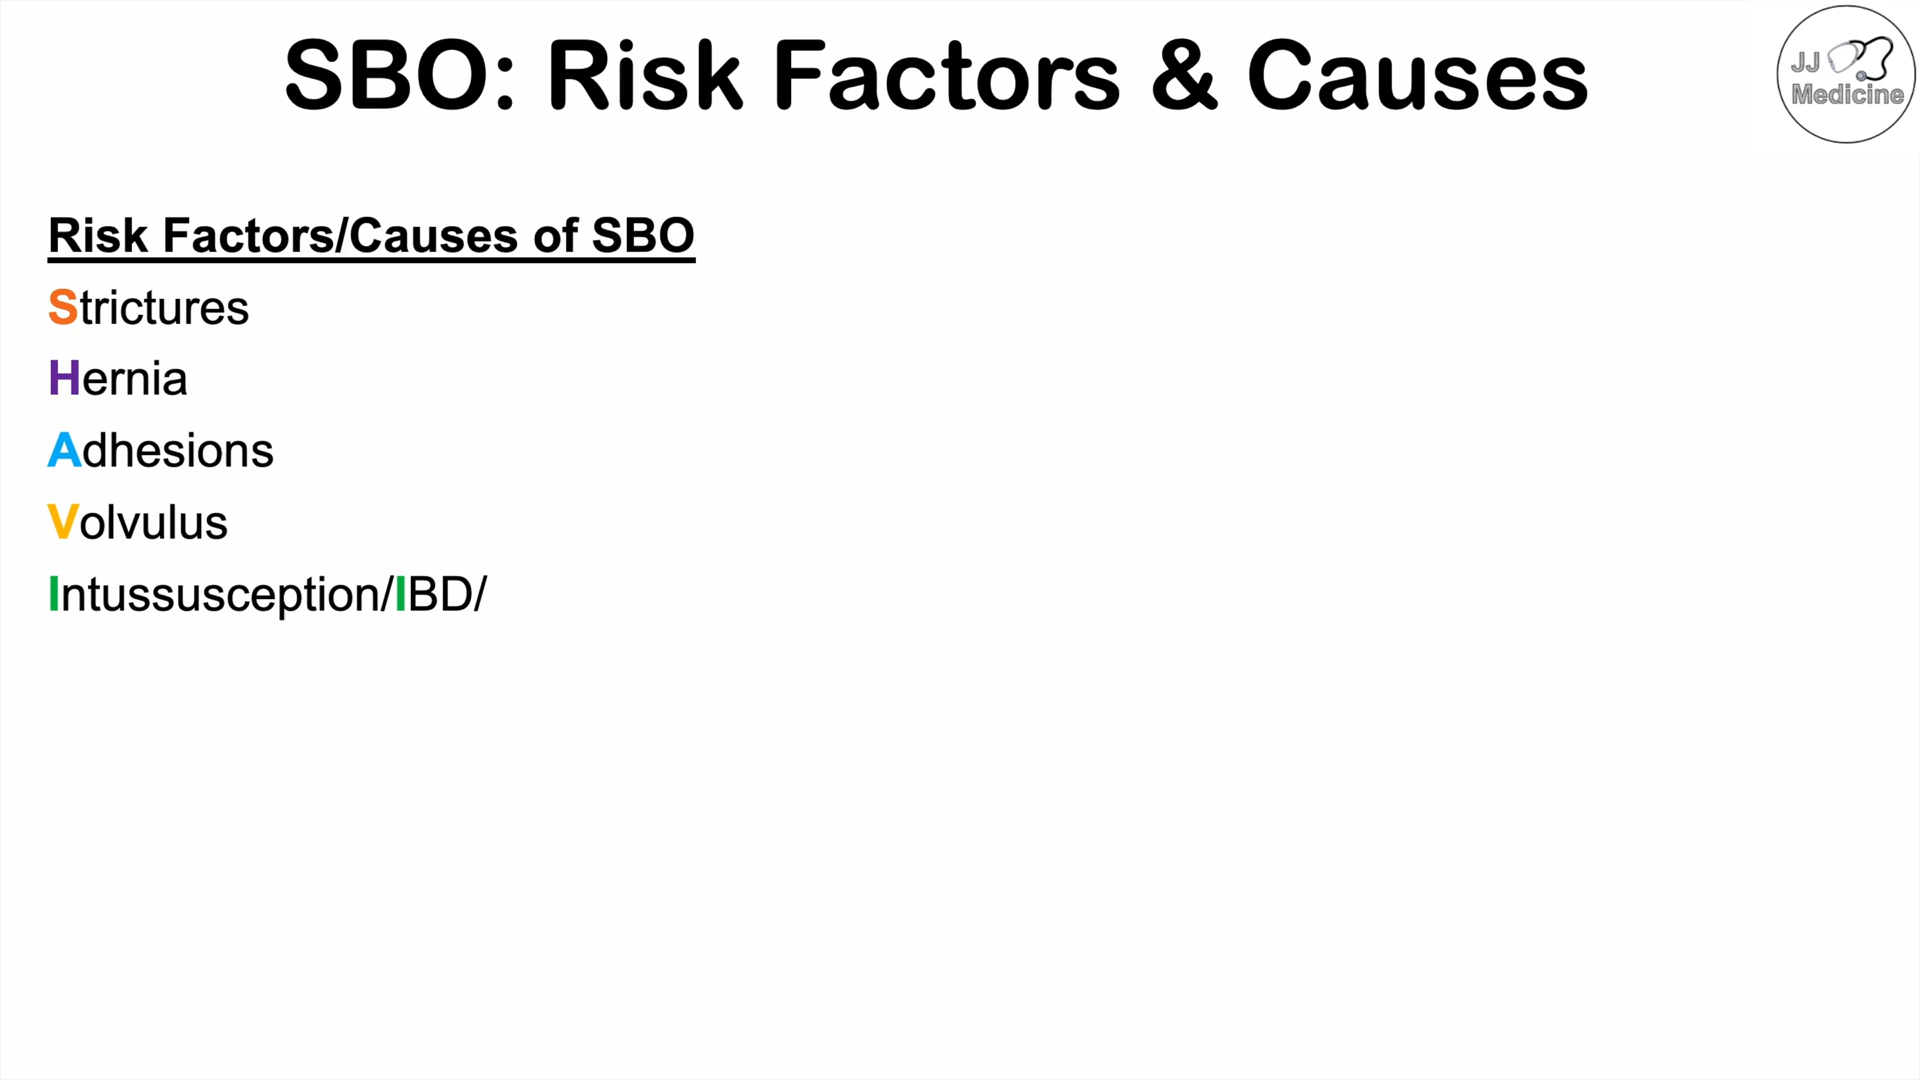 SBO: Risk Factors & Causes
JJ
Medicine
Risk Factors/Causes of SBO
Strictures
Hernia
Adhesions
Volvulus
Intussusception/IBD/